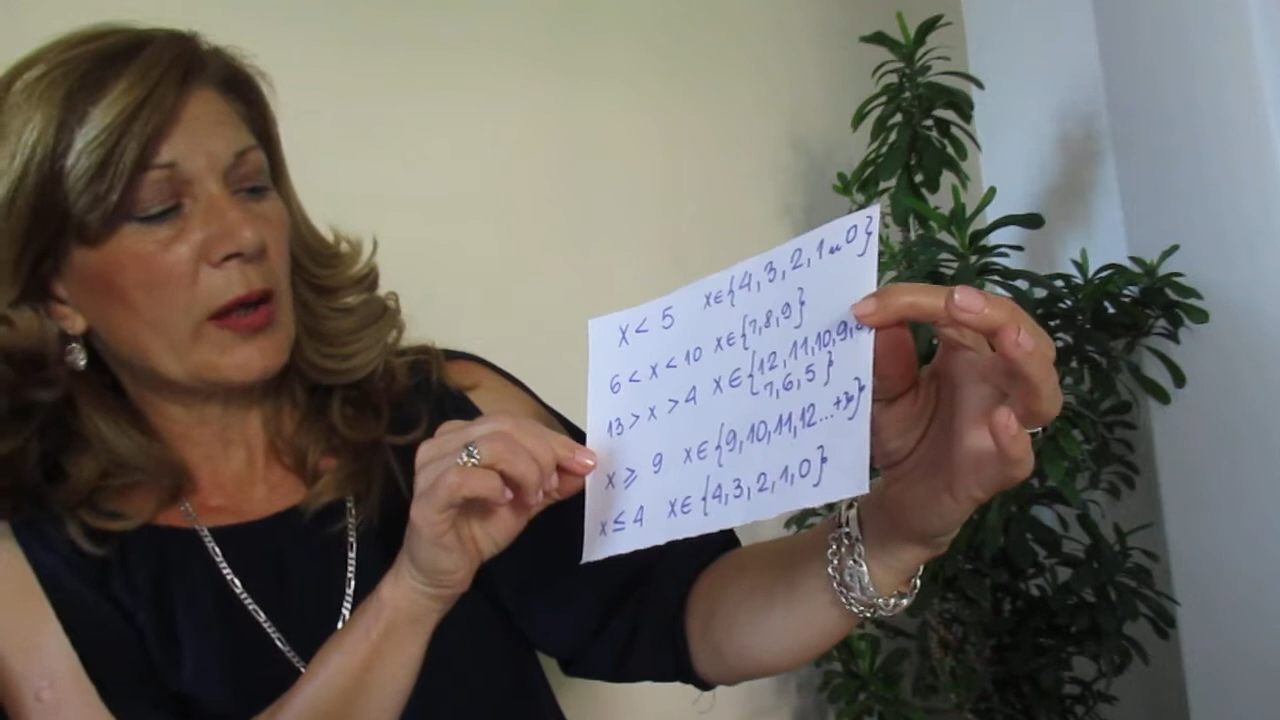 x < 5 x∈{4,3,2,1 и 0}
6 < x < 10 x∈{7,8,9}
13 > x > 4 x∈{12,11,10,9,8,
7,6,5}
x ⩾ 9 x∈{9,10,11,12...+∞}
x ≤ 4 x∈{4,3,2,1,0}